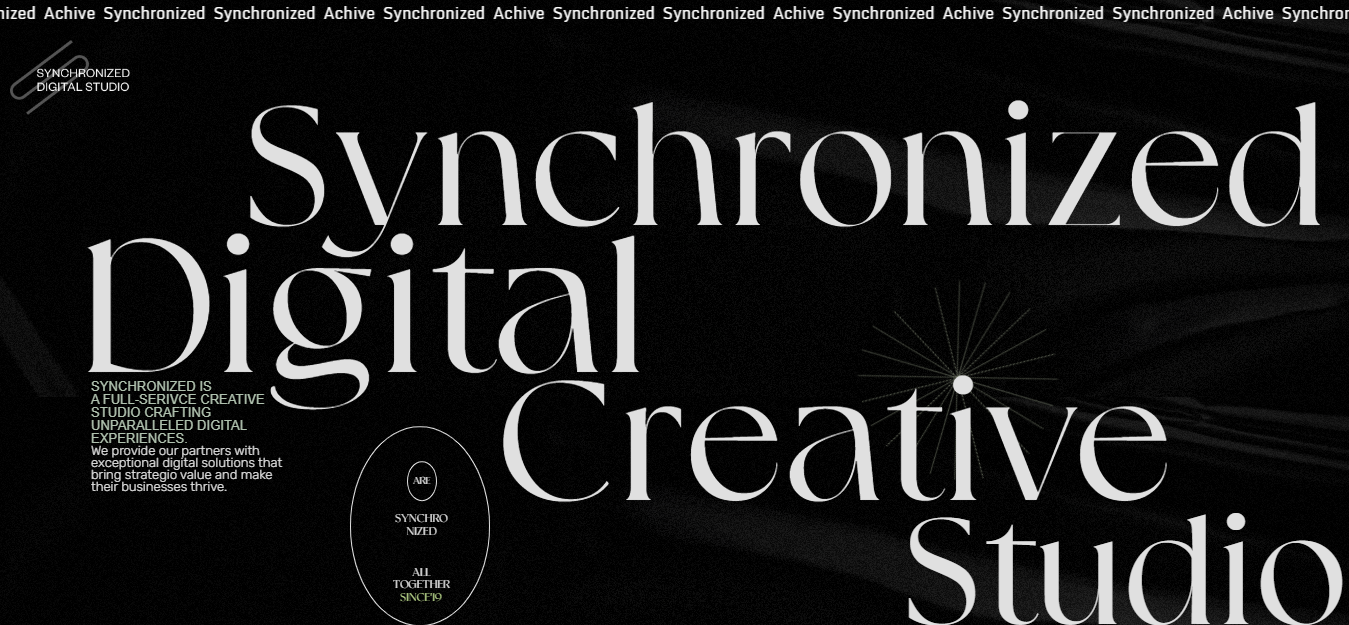 nized Achive Synchronized Synchronized Achive Synchronized Achive Synchronized Synchronized Achive Synchronized Achive Synchronized Synchronized Achive Synchron
SYNCHRONIZED
DIGITAL STUDIO
Synchronized
Digital
Creative
Studio
SYNCHRONIZED IS
A FULL-SERIVCE CREATIVE
STUDIO CRAFTING
UNPARALLELED DIGITAL
EXPERIENCES.
We provide our partners with
exceptional digital solutions that
bring strategio value and make
their businesses thrive.
ARE
SYNCHRO
NIZED
ALL
TOGETHER
SINCE'19